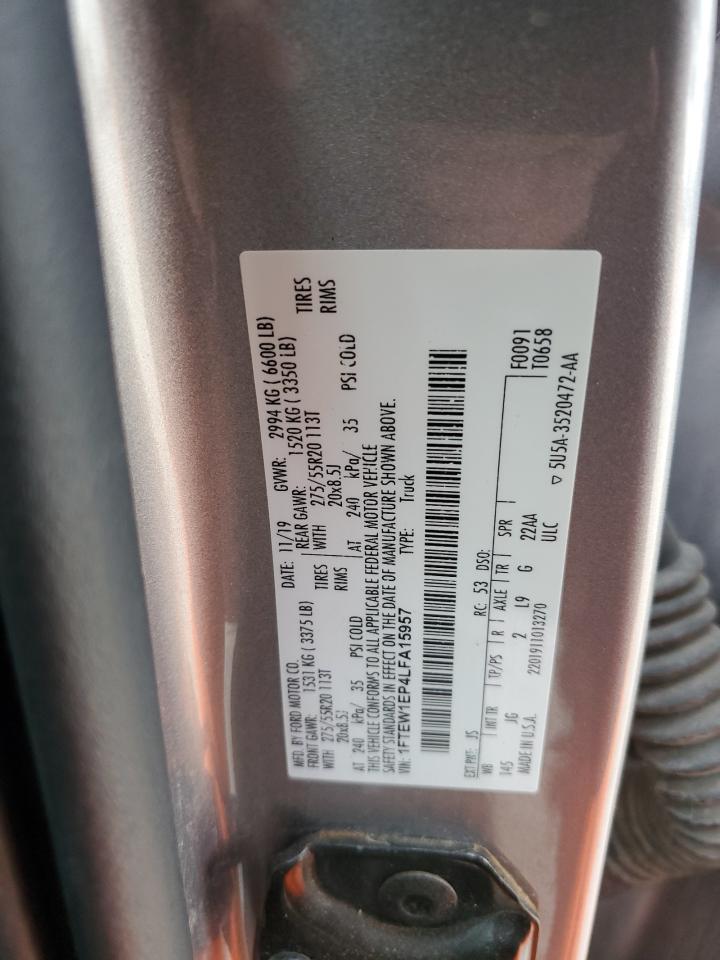 MFD. BY FORD MOTOR CO. DATE: 11/19 GVWR: 2994 KG ( 6600 LB)
FRONT GAWR: 1531 KG ( 3375 LB) REAR GAWR: 1520 KG ( 3350 LB)
WITH 275/55R20 113T TIRES WITH 275/55R20 113T TIRES
20x8.5J RIMS 20x8.5J RIMS
AT 240 kPa/ 35 PSI COLD AT 240 kPa/ 35 PSI COLD
THIS VEHICLE CONFORMS TO ALL APPLICABLE FEDERAL MOTOR VEHICLE
SAFETY STANDARDS IN EFFECT ON THE DATE OF MANUFACTURE SHOWN ABOVE.
VIN: 1FTEW1EP4LFA15957 TYPE: Truck
EXT PNT: JS RC: 53 DSO:
WB INT TR TP/PS R AXLE TR SPR F0091
145 JG 2 L9 G 22AA T0658
MADE IN U.S.A. 2201911013270 ULC
▽ 5U5A-3520472-AA